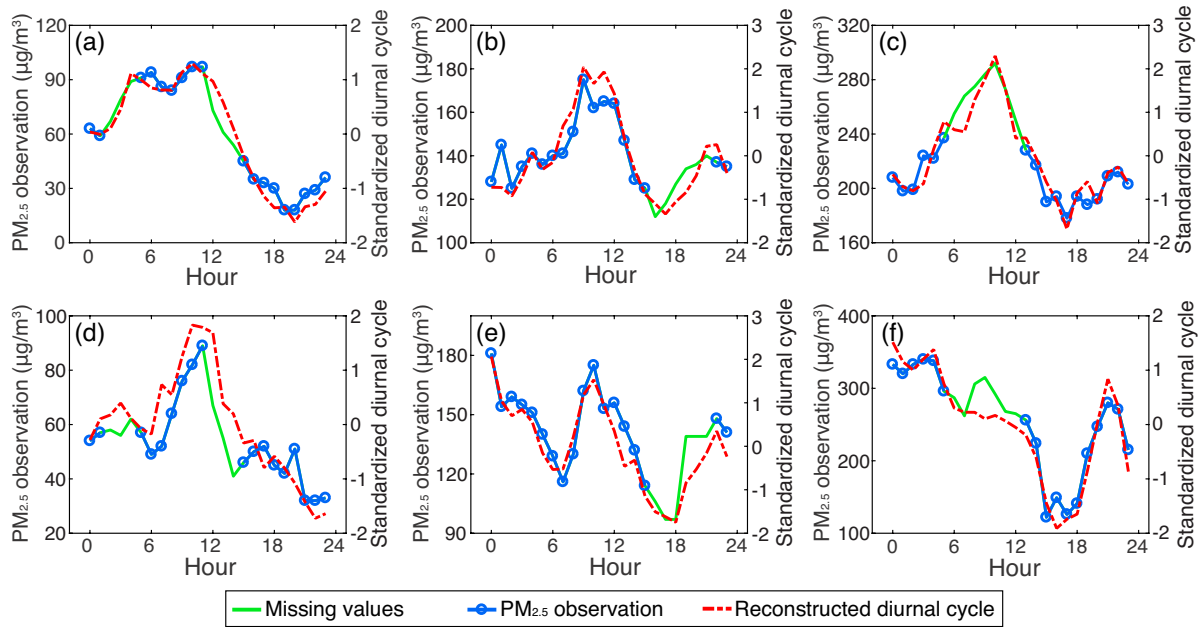 (a)
PM2.5 observation (μg/m³)
120
90
60
30
0
2
1
0
-1
-2
Standardized diurnal cycle
0 6 12 18 24
Hour
(b)
PM2.5 observation (μg/m³)
200
180
160
140
120
100
3
2
1
0
-1
-2
Standardized diurnal cycle
0 6 12 18 24
Hour
(c)
PM2.5 observation (μg/m³)
320
280
240
200
160
3
2
1
0
-1
-2
Standardized diurnal cycle
0 6 12 18 24
Hour
(d)
PM2.5 observation (μg/m³)
100
80
60
40
20
2
1
0
-1
-2
Standardized diurnal cycle
0 6 12 18 24
Hour
(e)
PM2.5 observation (μg/m³)
180
150
120
90
3
2
1
0
-1
-2
Standardized diurnal cycle
0 6 12 18 24
Hour
(f)
PM2.5 observation (μg/m³)
400
350
300
250
200
150
100
2
1
0
-1
-2
Standardized diurnal cycle
0 6 12 18 24
Hour
Missing values PM2.5 observation Reconstructed diurnal cycle